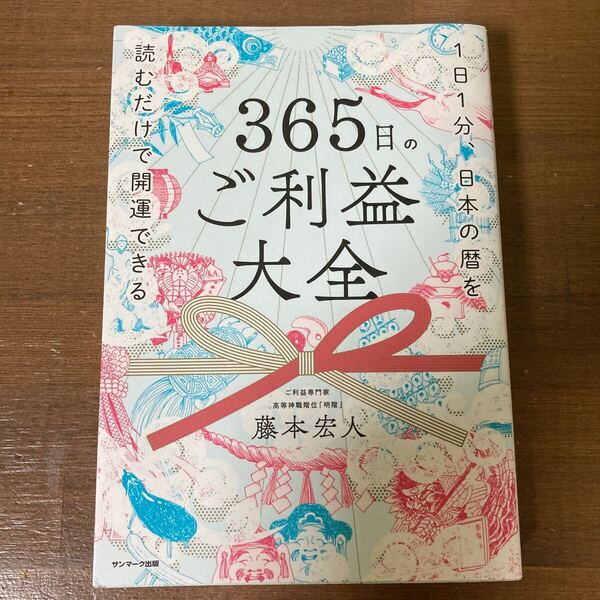 1日1分、日本の暦を
読むだけで開運できる
365日の
ご利益
大全
ご利益専門家
高等神職階位「明階」
藤本宏人
サンマーク出版